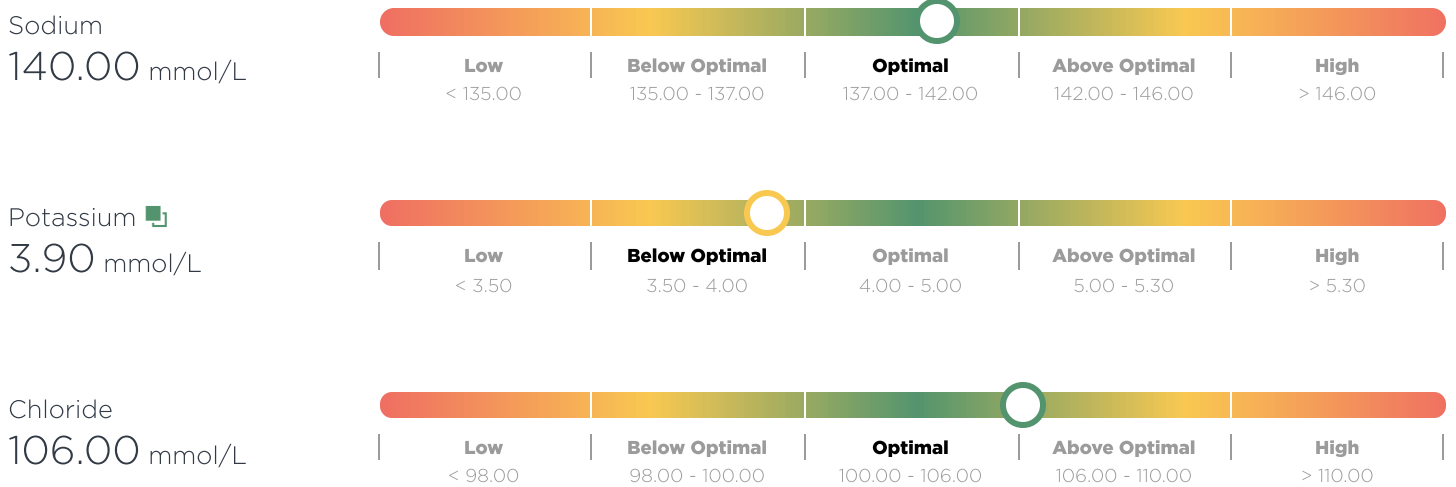 Sodium
140.00 mmol/L
Low Below Optimal Optimal Above Optimal High
< 135.00 135.00 - 137.00 137.00 - 142.00 142.00 - 146.00 > 146.00
Potassium
3.90 mmol/L
Low Below Optimal Optimal Above Optimal High
< 3.50 3.50 - 4.00 4.00 - 5.00 5.00 - 5.30 > 5.30
Chloride
106.00 mmol/L
Low Below Optimal Optimal Above Optimal High
< 98.00 98.00 - 100.00 100.00 - 106.00 106.00 - 110.00 > 110.00